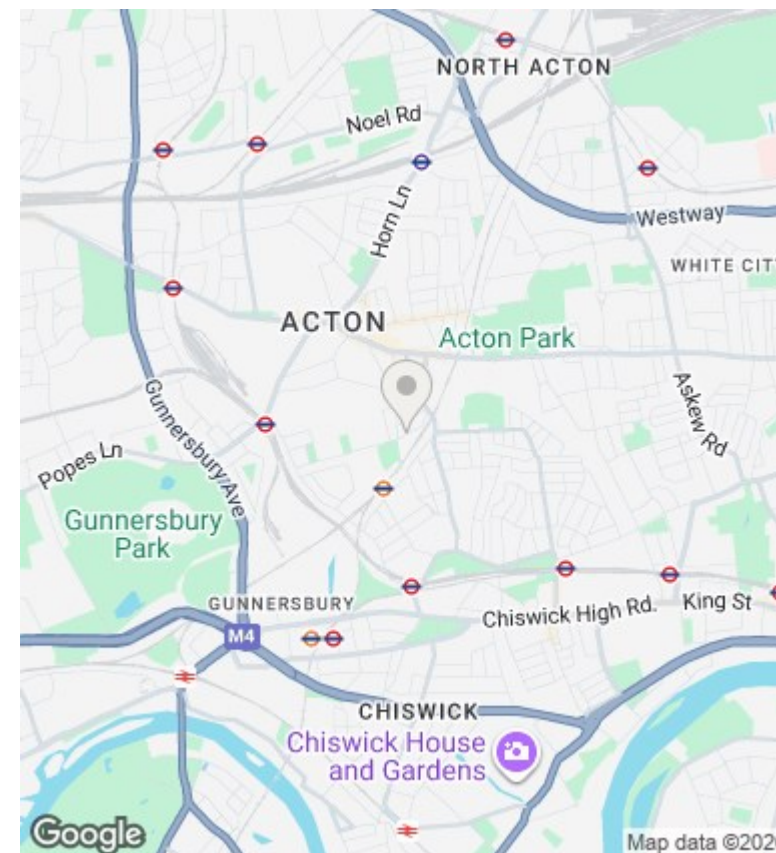 NORTH ACTON
Noel Rd
Horn Ln
Westway
WHITE CIT
ACTON
Acton Park
Gunnersbury Ave
Askew Rd
Popes Ln
Gunnersbury
Park
GUNNERSBURY
Chiswick High Rd.
King St
M4
CHISWICK
Chiswick House
and Gardens
Google
Map data ©202